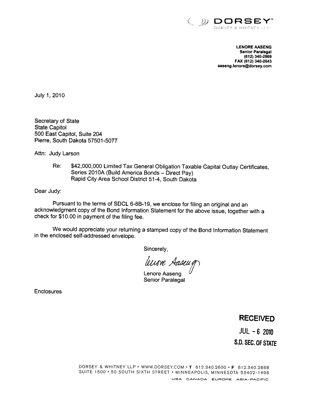 DORSEY
DORSEY & WHITNEY LLP
LENORE AASENG
Senior Paralegal
(612) 340-2868
FAX (612) 340-2643
aaseng.lenore@dorsey.com
July 1, 2010
Secretary of State
State Capitol
500 East Capitol, Suite 204
Pierre, South Dakota 57501-5077
Attn: Judy Larson
Re: $42,000,000 Limited Tax General Obligation Taxable Capital Outlay Certificates,
Series 2010A (Build America Bonds – Direct Pay)
Rapid City Area School District 51-4, South Dakota
Dear Judy:
Pursuant to the terms of SDCL 6-8B-19, we enclose for filing an original and an
acknowledgment copy of the Bond Information Statement for the above issue, together with a
check for $10.00 in payment of the filing fee.
We would appreciate your returning a stamped copy of the Bond Information Statement
in the enclosed self-addressed envelope.
Sincerely,
Lenore Aaseng
Lenore Aaseng
Senior Paralegal
Enclosures
RECEIVED
JUL - 6 2010
S.D. SEC. OF STATE
DORSEY & WHITNEY LLP • WWW.DORSEY.COM • T 612.340.2600 • F 612.340.2868
SUITE 1500 • 50 SOUTH SIXTH STREET • MINNEAPOLIS, MINNESOTA 55402-1498
USA CANADA EUROPE ASIA-PACIFIC